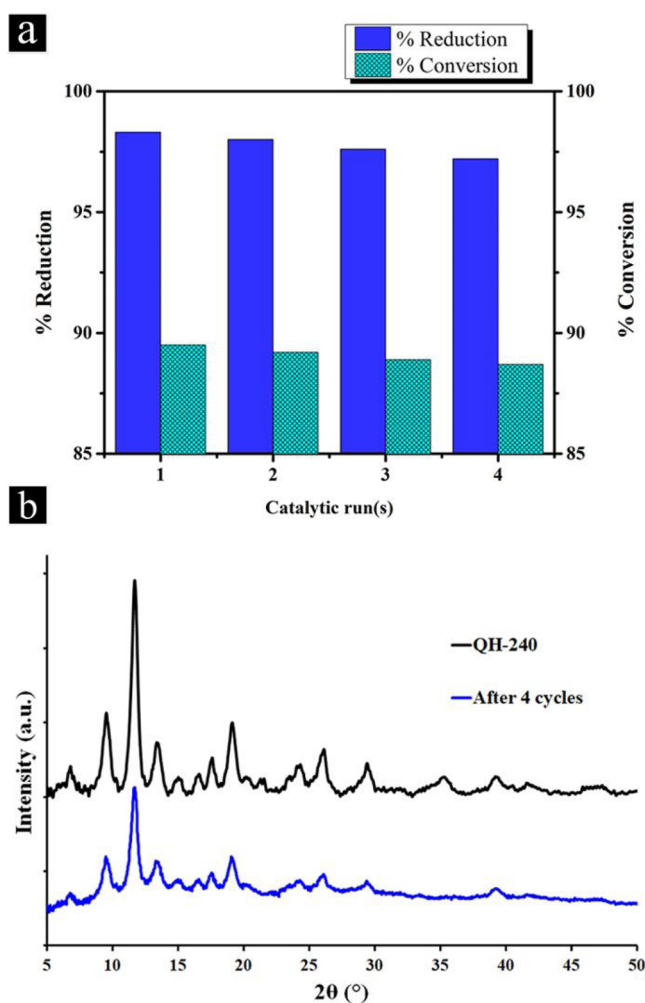 a
% Reduction
% Conversion
100
100
95
95
90
90
85
85
% Reduction
% Conversion
1 2 3 4
Catalytic run(s)
b
QH-240
After 4 cycles
Intensity (a.u.)
5 10 15 20 25 30 35 40 45 50
2θ (°)